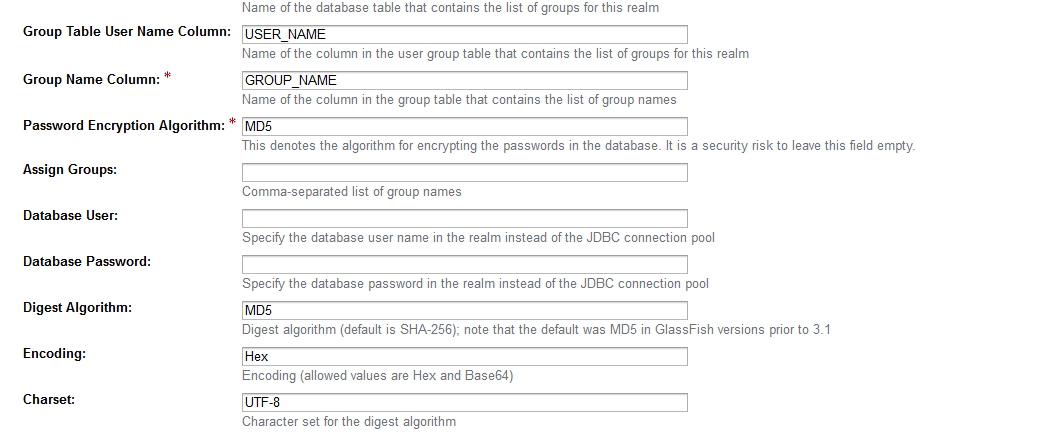 Name of the database table that contains the list of groups for this realm
Group Table User Name Column: USER_NAME
Name of the column in the user group table that contains the list of groups for this realm
Group Name Column: * GROUP_NAME
Name of the column in the group table that contains the list of group names
Password Encryption Algorithm: * MD5
This denotes the algorithm for encrypting the passwords in the database. It is a security risk to leave this field empty.
Assign Groups:
Comma-separated list of group names
Database User:
Specify the database user name in the realm instead of the JDBC connection pool
Database Password:
Specify the database password in the realm instead of the JDBC connection pool
Digest Algorithm: MD5
Digest algorithm (default is SHA-256); note that the default was MD5 in GlassFish versions prior to 3.1
Encoding: Hex
Encoding (allowed values are Hex and Base64)
Charset: UTF-8
Character set for the digest algorithm